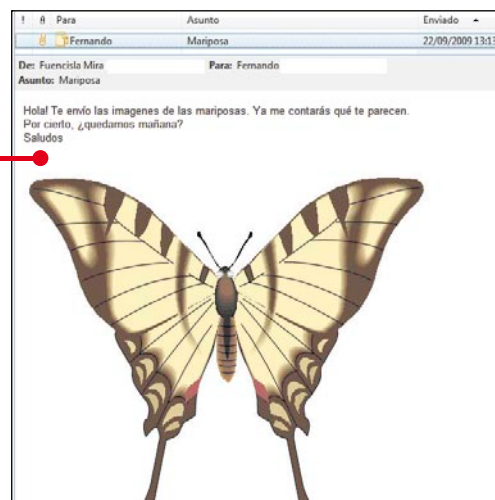 ! Para Asunto Enviado
Fernando Mariposa 22/09/2009 13:13
De: Fuencisla Mira Para: Fernando
Asunto: Mariposa
Hola! Te envío las imagenes de las mariposas. Ya me contarás qué te parecen.
Por cierto, ¿quedamos mañana?
Saludos